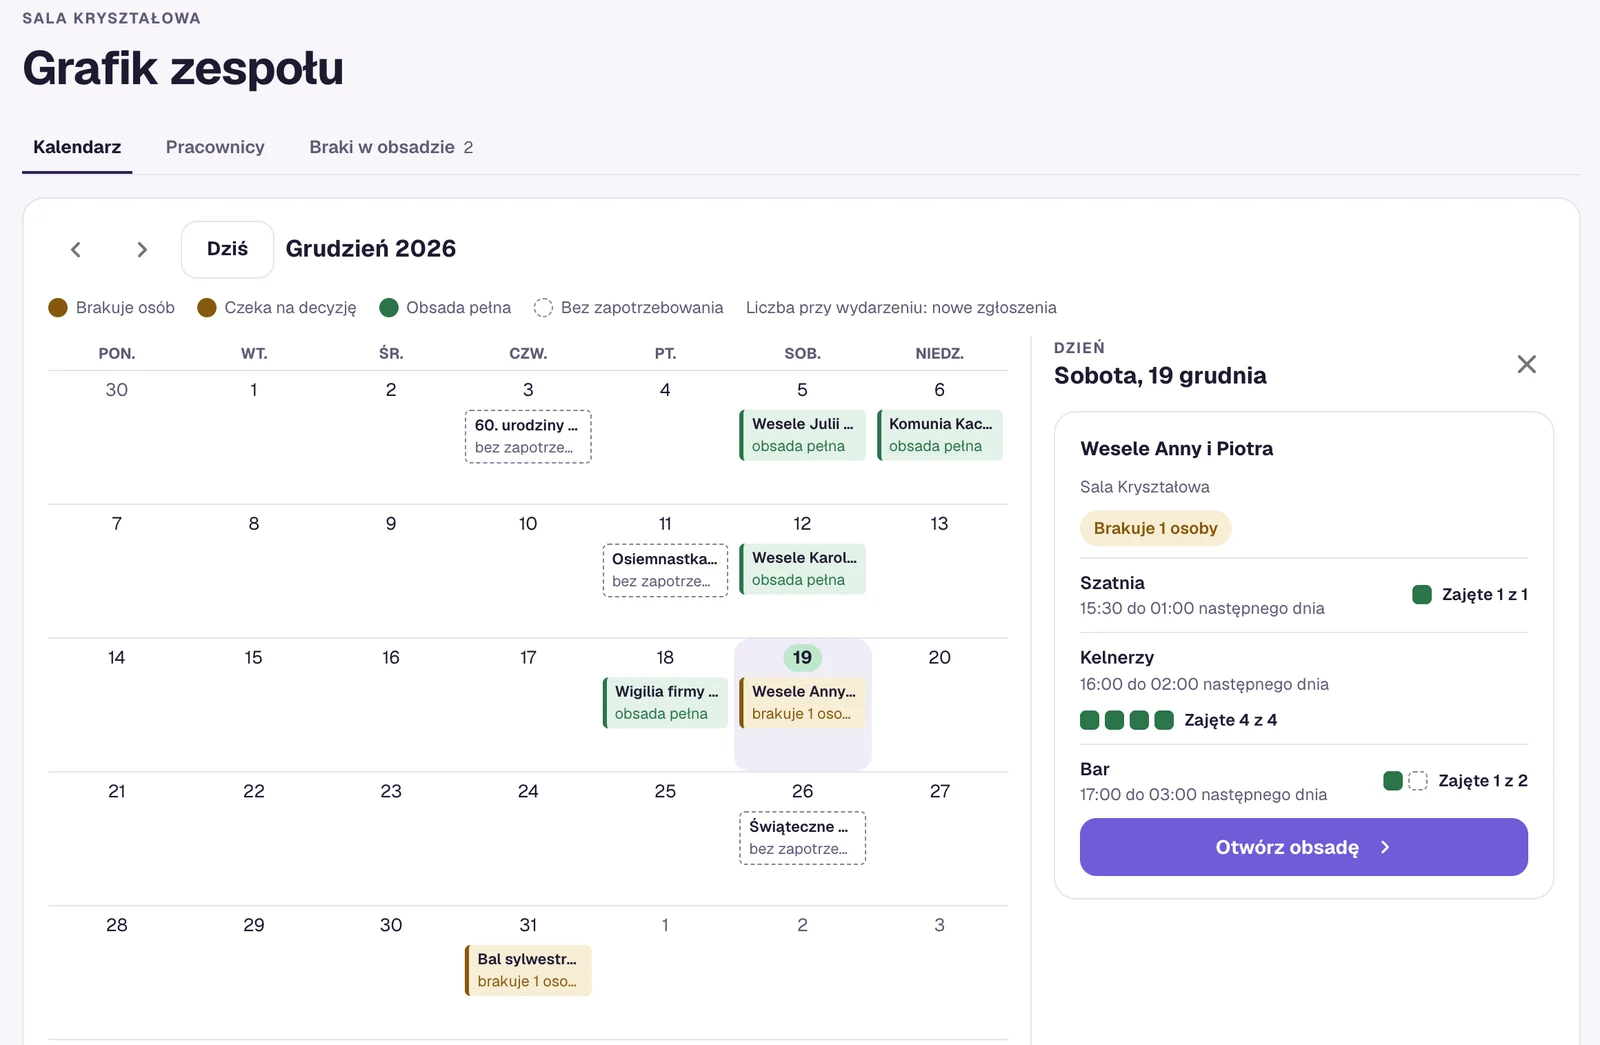 SALA KRYSZTAŁOWA
Grafik zespołu
Kalendarz
Pracownicy
Braki w obsadzie 2
Dziś
Grudzień 2026
Brakuje osób
Czeka na decyzję
Obsada pełna
Bez zapotrzebowania
Liczba przy wydarzeniu: nowe zgłoszenia
PON. WT. ŚR. CZW. PT. SOB. NIEDZ.
30 1 2 3 4 5 6
60. urodziny ...
bez zapotrze...
Wesele Julii ...
obsada pełna
Komunia Kac...
obsada pełna
7 8 9 10 11 12 13
Osiemnastka...
bez zapotrze...
Wesele Karol...
obsada pełna
14 15 16 17 18 19 20
Wigilia firmy ...
obsada pełna
Wesele Anny...
brakuje 1 oso...
21 22 23 24 25 26 27
Świąteczne ...
bez zapotrze...
28 29 30 31 1 2 3
Bal sylwestr...
brakuje 1 oso...
DZIEŃ
Sobota, 19 grudnia
Wesele Anny i Piotra
Sala Kryształowa
Brakuje 1 osoby
Szatnia
15:30 do 01:00 następnego dnia
Zajęte 1 z 1
Kelnerzy
16:00 do 02:00 następnego dnia
Zajęte 4 z 4
Bar
17:00 do 03:00 następnego dnia
Zajęte 1 z 2
Otwórz obsadę